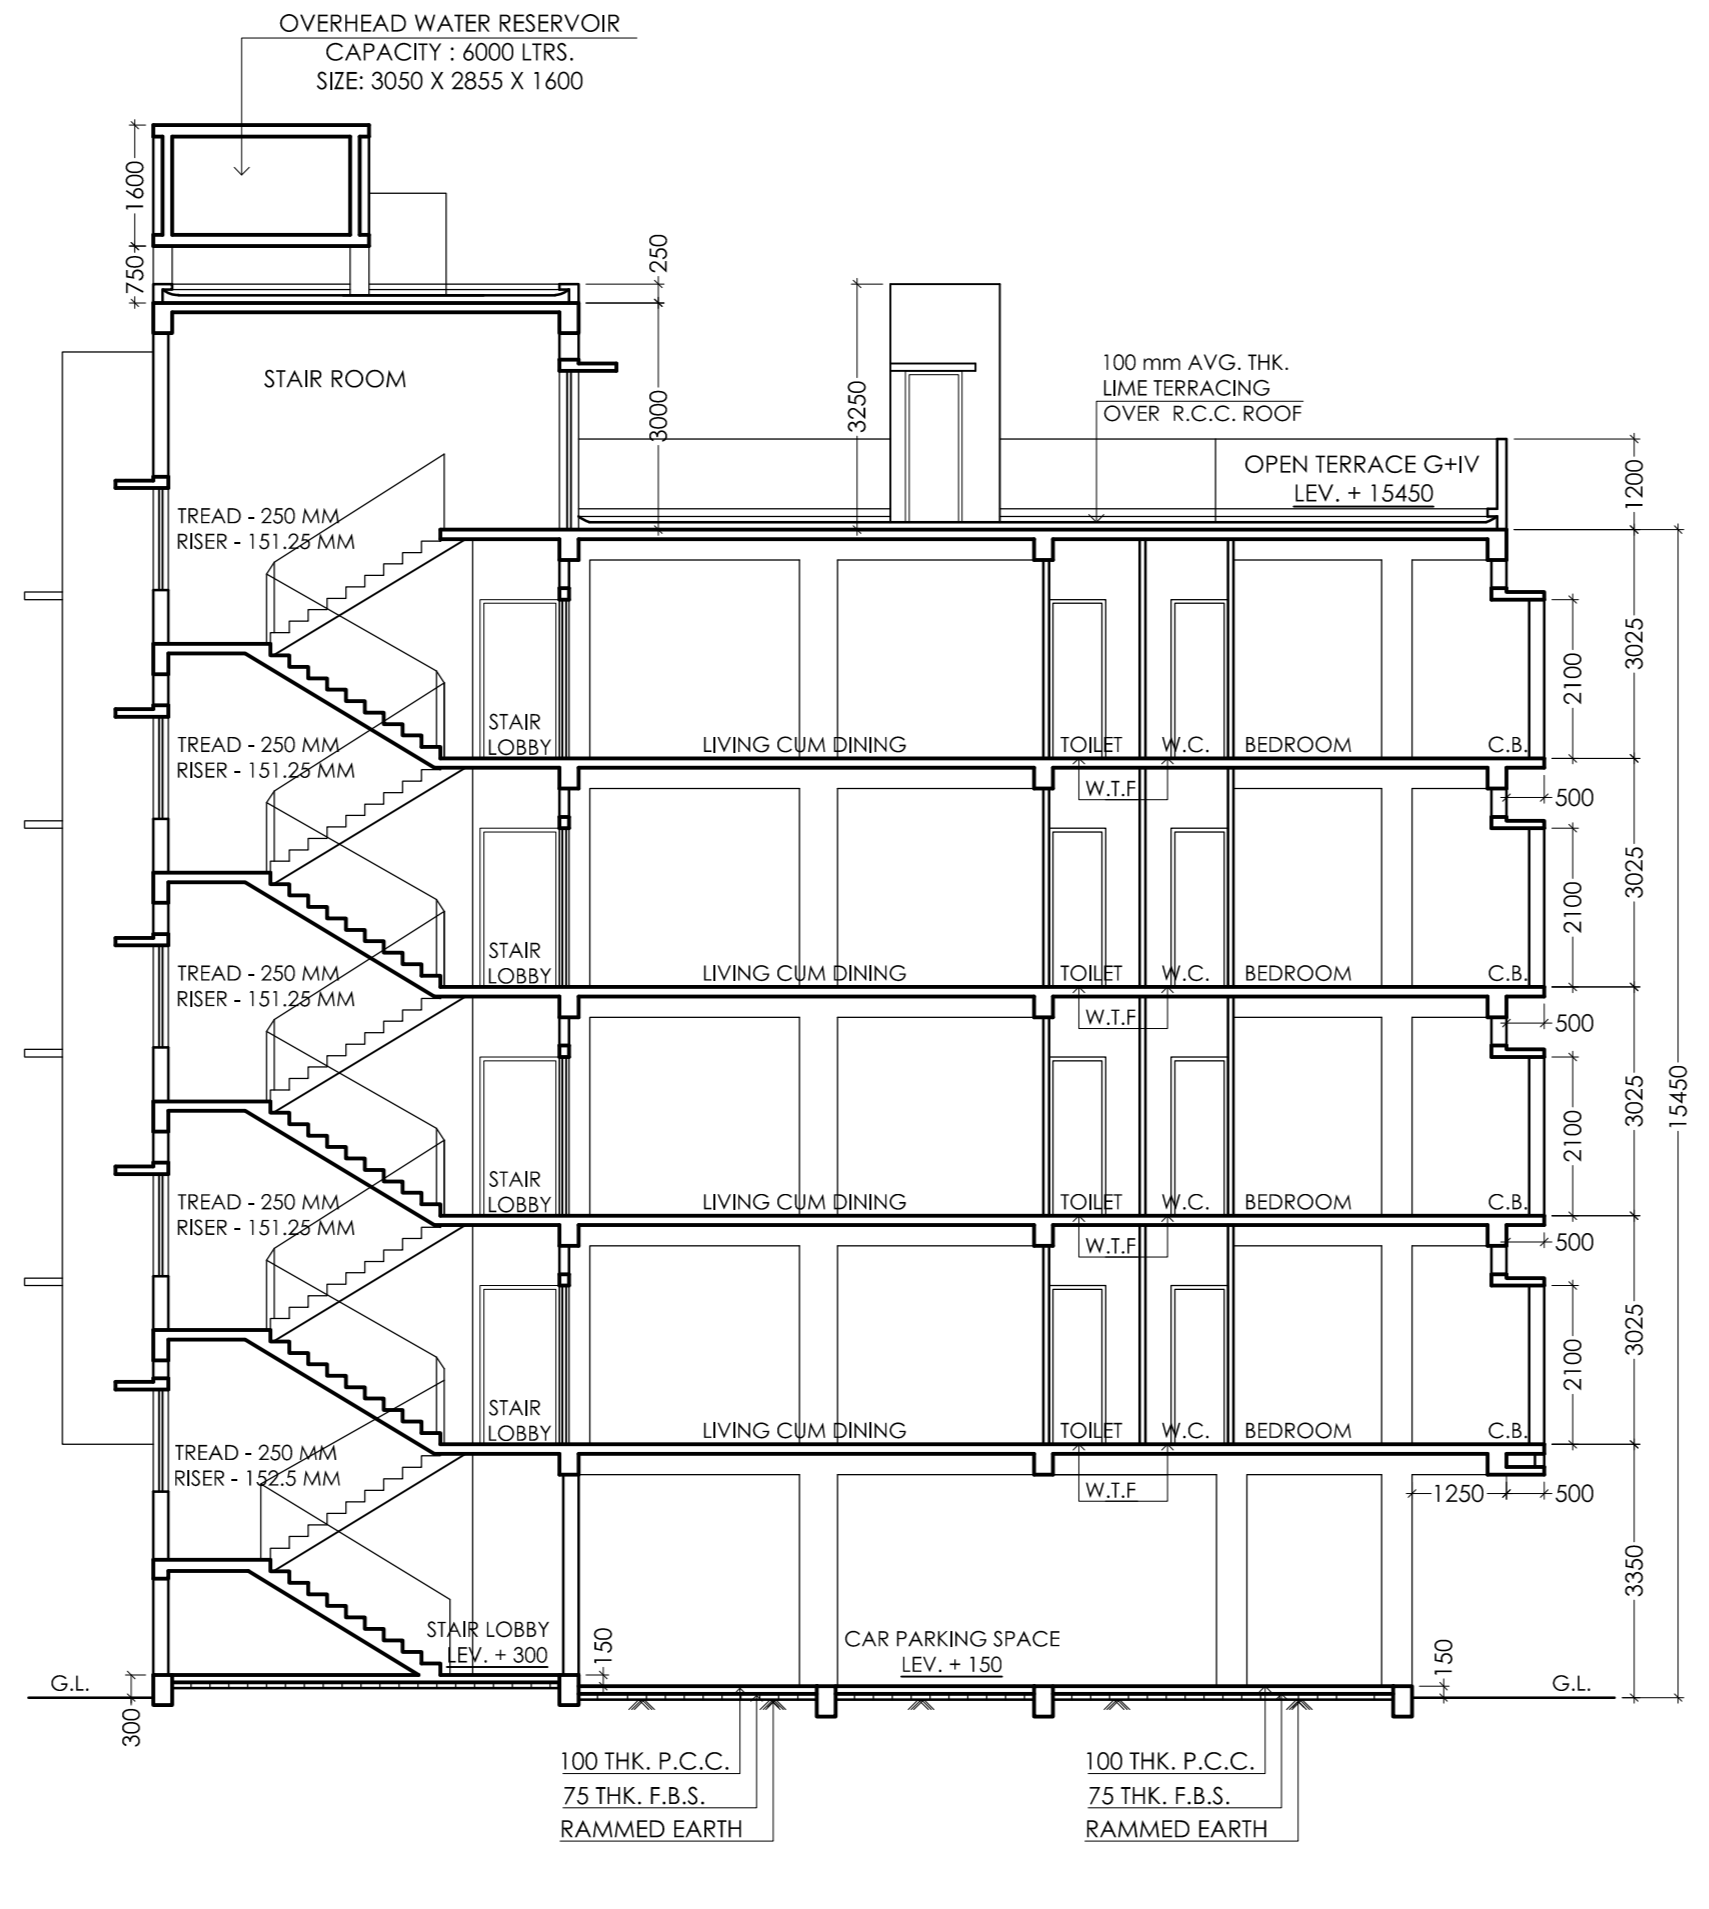 OVERHEAD WATER RESERVOIR
CAPACITY : 6000 LTRS.
SIZE: 3050 X 2855 X 1600
1600
750
250
3000
3250
STAIR ROOM
100 mm AVG. THK.
LIME TERRACING
OVER R.C.C. ROOF
OPEN TERRACE G+IV
LEV. + 15450
1200
TREAD - 250 MM
RISER - 151.25 MM
3025
2100
STAIR
LOBBY
LIVING CUM DINING
TOILET
W.C.
BEDROOM
C.B.
W.T.F
500
TREAD - 250 MM
RISER - 151.25 MM
3025
2100
STAIR
LOBBY
LIVING CUM DINING
TOILET
W.C.
BEDROOM
C.B.
W.T.F
500
TREAD - 250 MM
RISER - 151.25 MM
3025
2100
15450
STAIR
LOBBY
LIVING CUM DINING
TOILET
W.C.
BEDROOM
C.B.
W.T.F
500
TREAD - 250 MM
RISER - 151.25 MM
3025
2100
STAIR
LOBBY
LIVING CUM DINING
TOILET
W.C.
BEDROOM
C.B.
W.T.F
1250
500
TREAD - 250 MM
RISER - 152.5 MM
3350
STAIR LOBBY
LEV. + 300
150
CAR PARKING SPACE
LEV. + 150
150
G.L.
G.L.
300
100 THK. P.C.C.
75 THK. F.B.S.
RAMMED EARTH
100 THK. P.C.C.
75 THK. F.B.S.
RAMMED EARTH